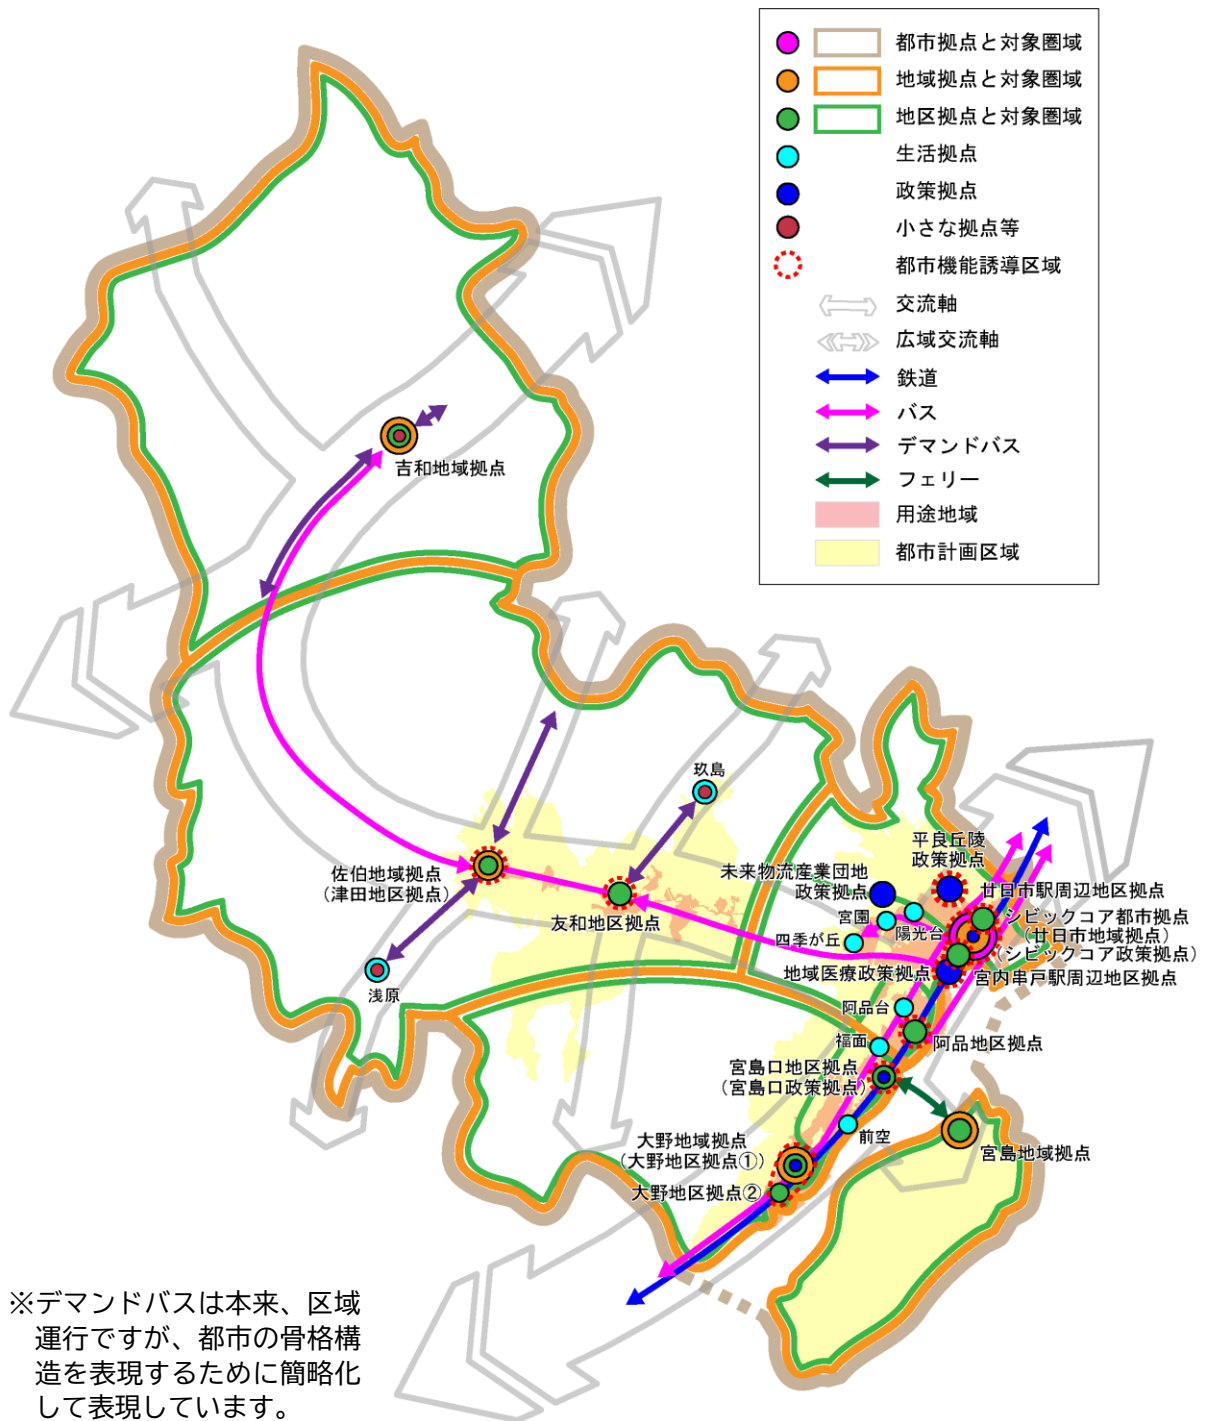 都市拠点と対象圏域
地域拠点と対象圏域
地区拠点と対象圏域
生活拠点
政策拠点
小さな拠点等
都市機能誘導区域
交流軸
広域交流軸
鉄道
バス
デマンドバス
フェリー
用途地域
都市計画区域
吉和地域拠点
玖島
佐伯地域拠点
（津田地区拠点）
友和地区拠点
浅原
平良丘陵
政策拠点
未来物流産業団地
政策拠点
宮園
陽光台
四季が丘
廿日市駅周辺地区拠点
シビックコア都市拠点
（廿日市地域拠点）
（シビックコア政策拠点）
地域医療政策拠点
宮内串戸駅周辺地区拠点
阿品台
阿品地区拠点
福面
宮島口地区拠点
（宮島口政策拠点）
前空
宮島地域拠点
大野地域拠点
（大野地区拠点①）
大野地区拠点②
※デマンドバスは本来、区域
運行ですが、都市の骨格構
造を表現するために簡略化
して表現しています。